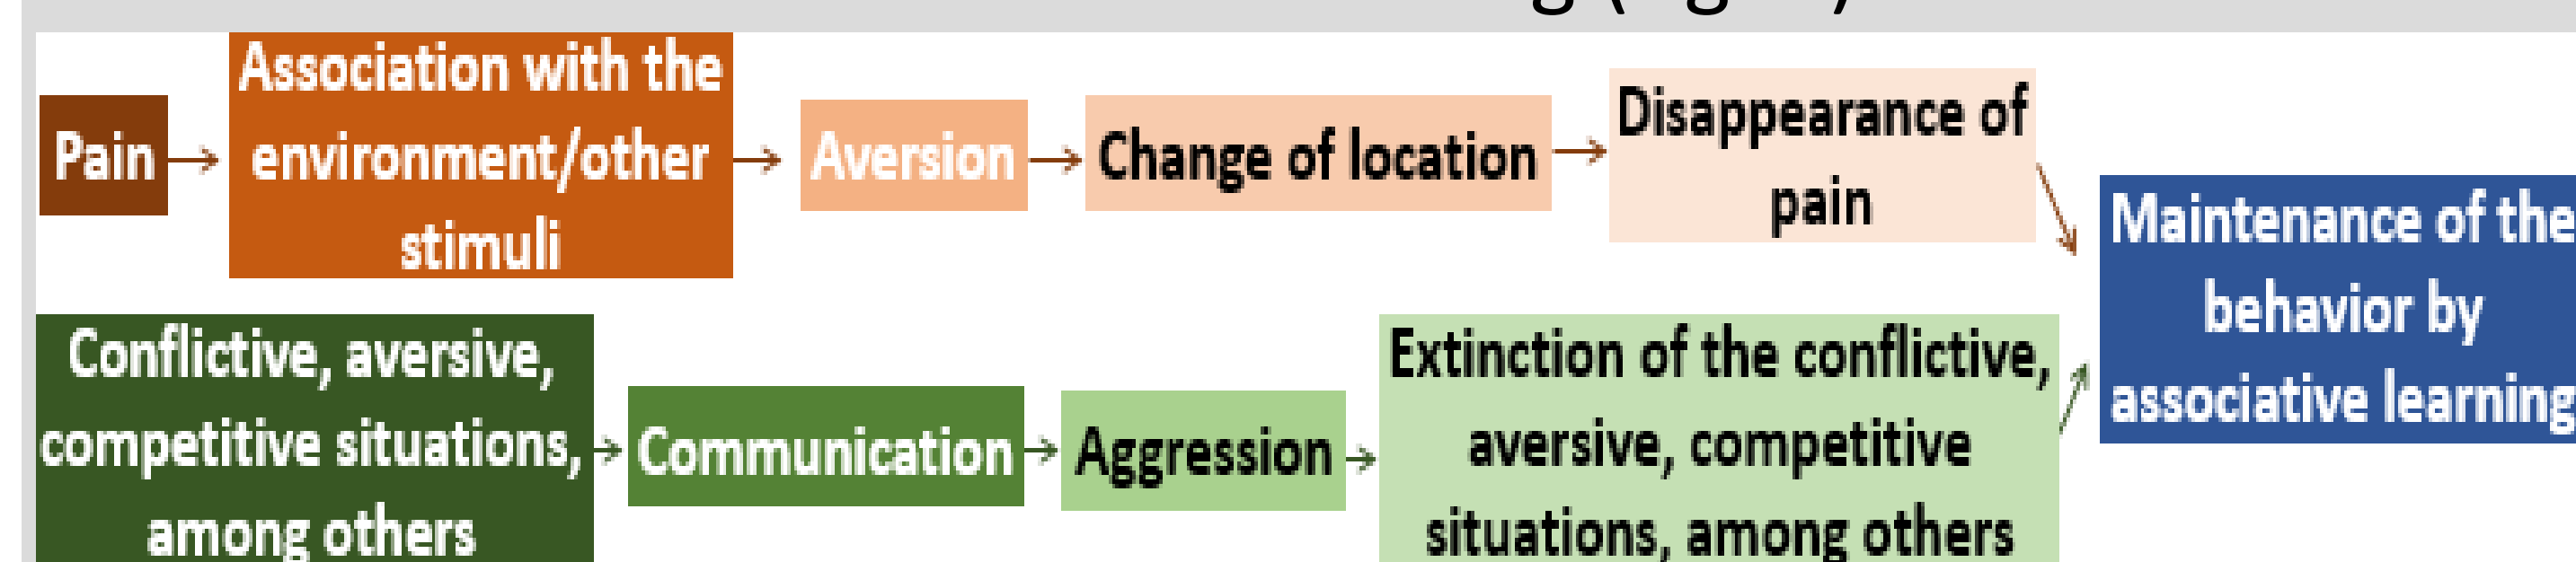 Pain
Association with the
environment/other
stimuli
Aversion
Change of location
Disappearance of
pain
Conflictive, aversive,
competitive situations,
among others
Communication
Aggression
Extinction of the conflictive,
aversive, competitive
situations, among others
Maintenance of the
behavior by
associative learning